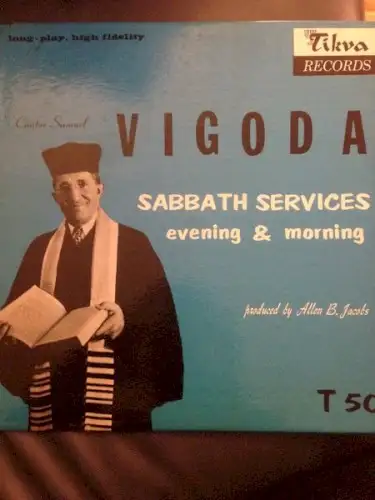 long-play, high fidelity
Tikva
RECORDS
Cantor Samuel
VIGODA
SABBATH SERVICES
evening & morning
produced by Allen B. Jacobs
T 50